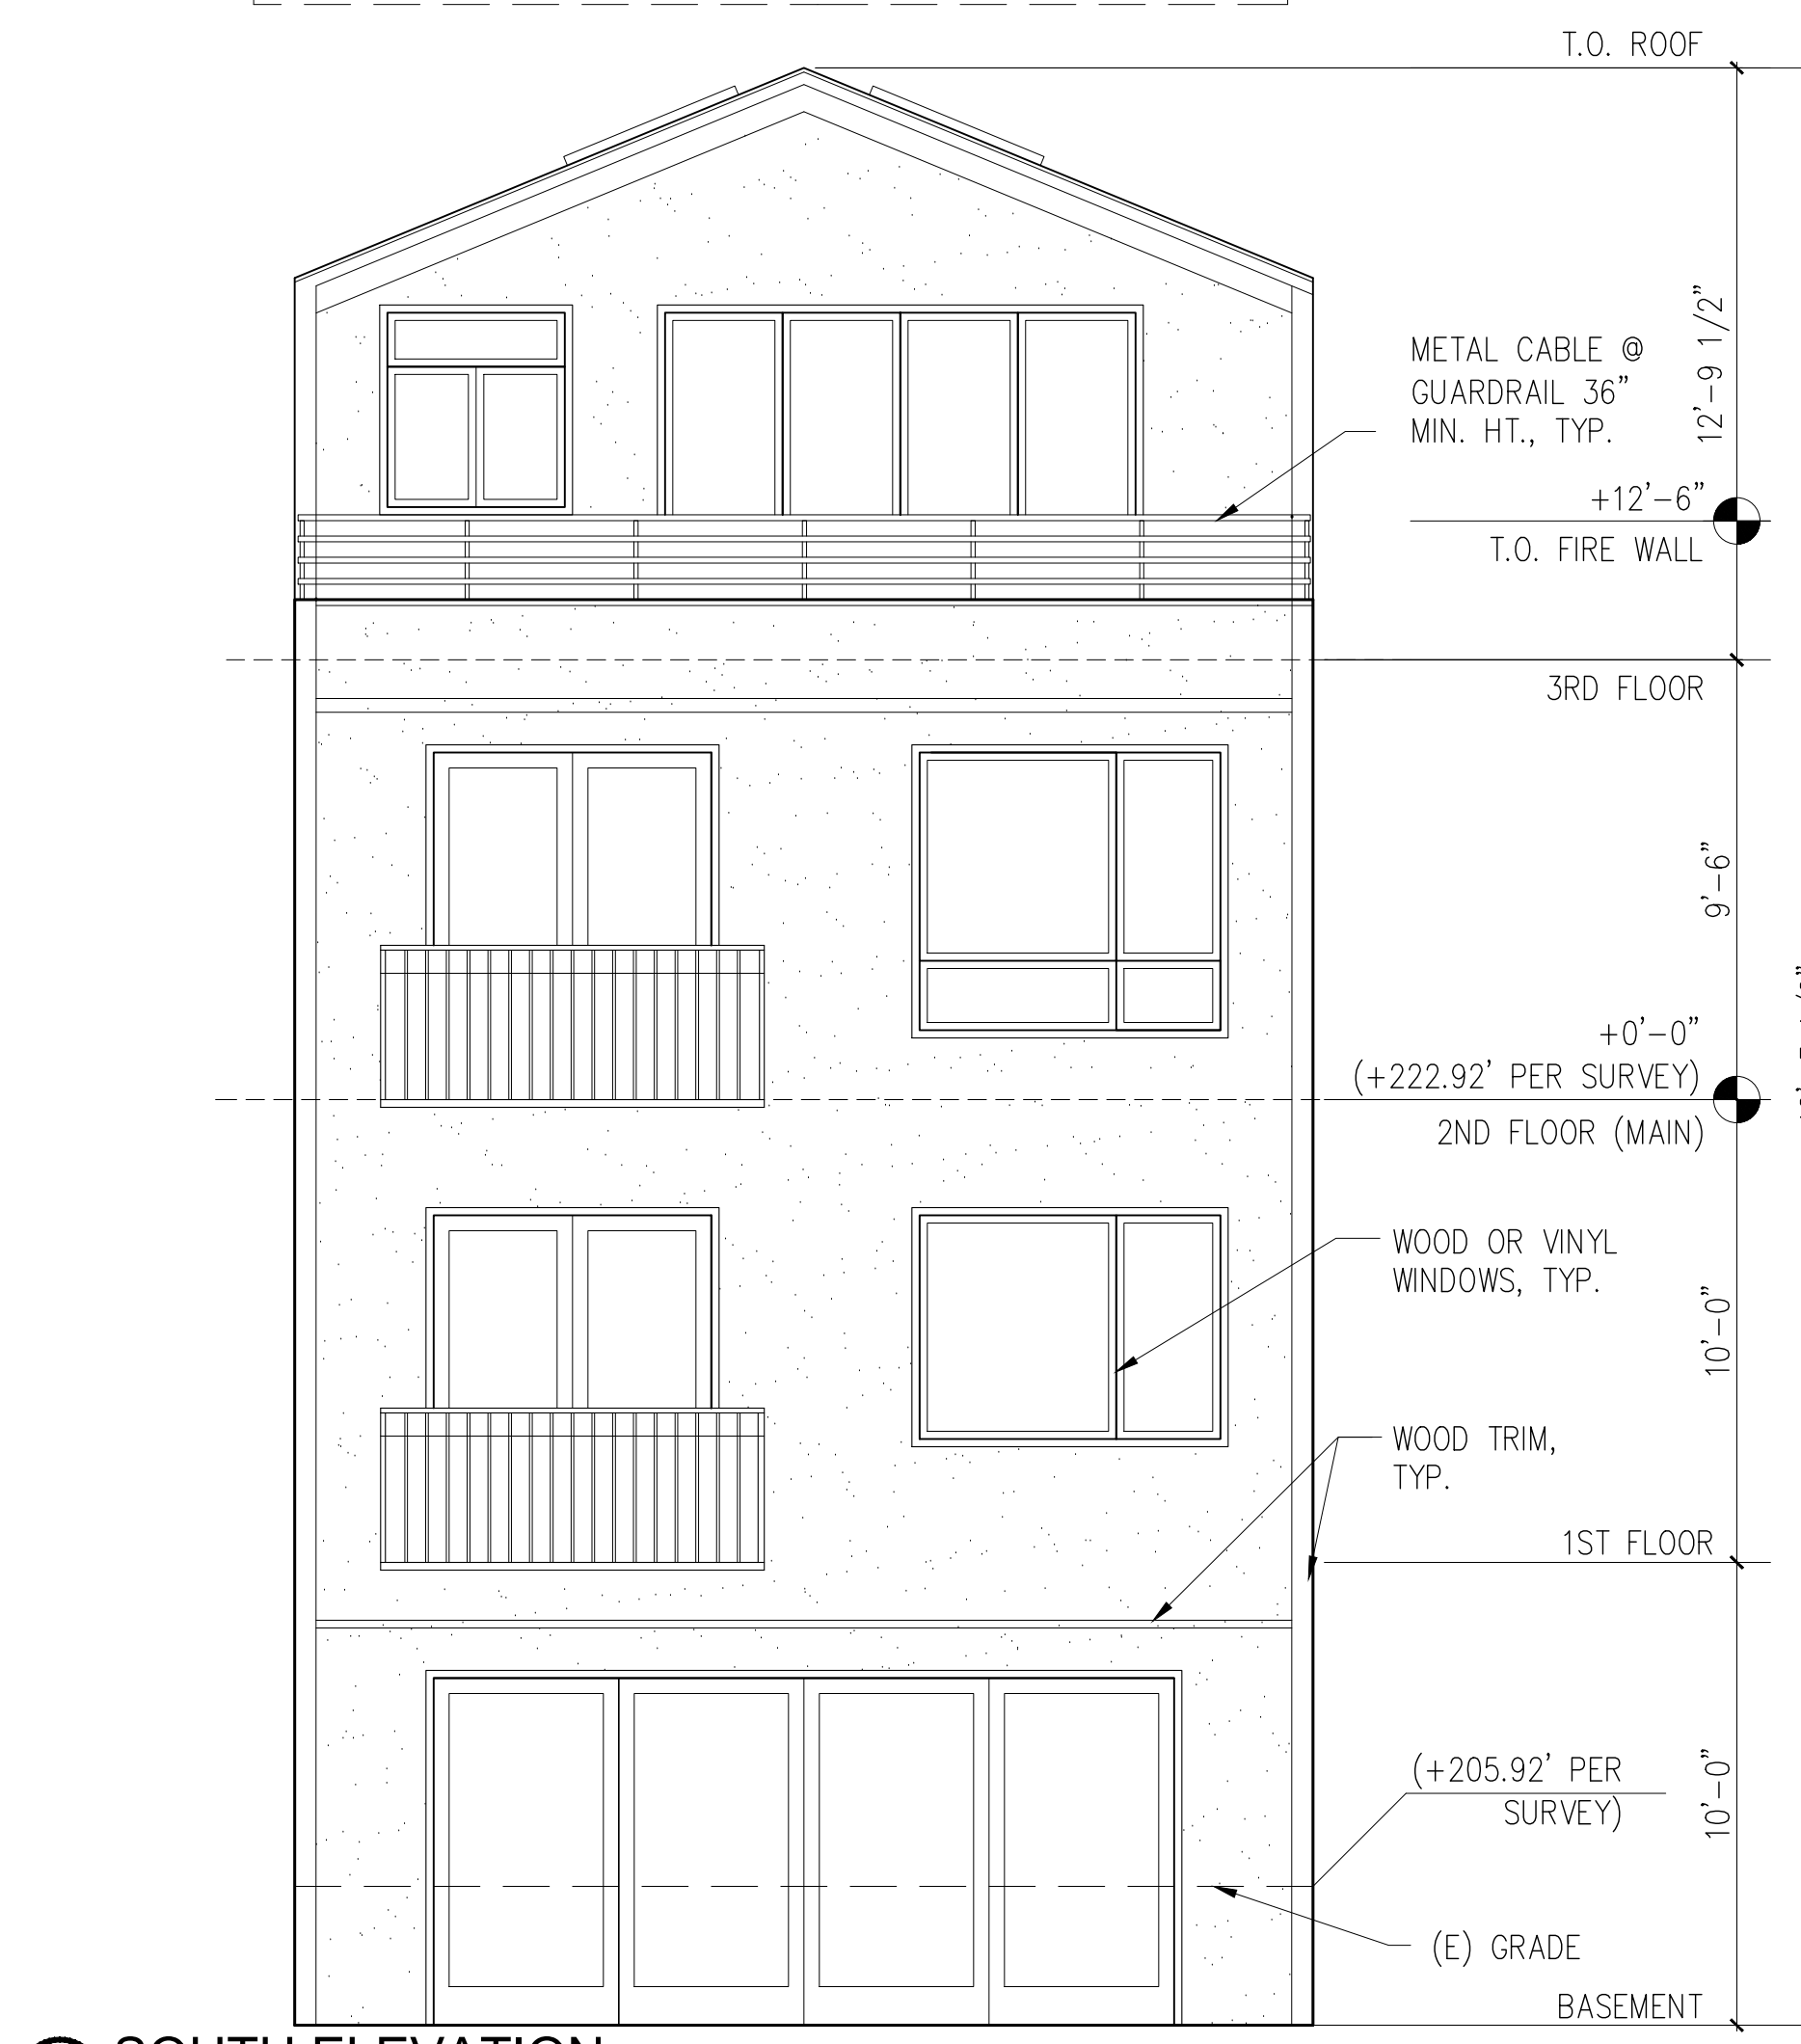 T.O. ROOF
12'-9 1/2"
METAL CABLE @
GUARDRAIL 36"
MIN. HT., TYP.
+12'-6"
T.O. FIRE WALL
3RD FLOOR
9'-6"
+0'-0"
(+222.92' PER SURVEY)
2ND FLOOR (MAIN)
WOOD OR VINYL
WINDOWS, TYP.
10'-0"
WOOD TRIM,
TYP.
1ST FLOOR
(+205.92' PER
SURVEY)
10'-0"
(E) GRADE
BASEMENT
SOUTH ELEVATION